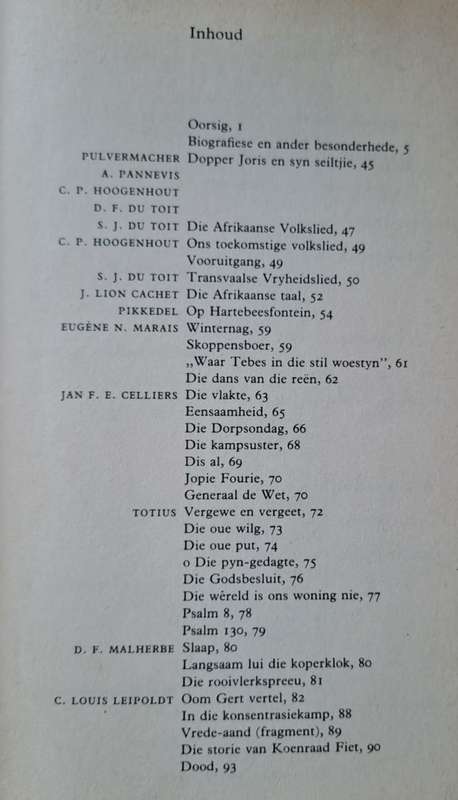 Inhoud
Oorsig, 1
Biografiese en ander besonderhede, 5
PULVERMACHER Dopper Joris en syn seiltjie, 45
A. PANNEVIS
C. P. HOOGENHOUT
D. F. DU TOIT
S. J. DU TOIT Die Afrikaanse Volkslied, 47
C. P. HOOGENHOUT Ons toekomstige volkslied, 49
Vooruitgang, 49
S. J. DU TOIT Transvaalse Vryheidslied, 50
J. LION CACHET Die Afrikaanse taal, 52
PIKKEDEL Op Hartebeesfontein, 54
EUGÈNE N. MARAIS Winternag, 59
Skoppensboer, 59
„Waar Tebes in die stil woestyn”, 61
Die dans van die reën, 62
JAN F. E. CELLIERS Die vlakte, 63
Eensaamheid, 65
Die Dorpsondag, 66
Die kampsuster, 68
Dis al, 69
Jopie Fourie, 70
Generaal de Wet, 70
TOTIUS Vergewe en vergeet, 72
Die oue wilg, 73
Die oue put, 74
o Die pyn-gedagte, 75
Die Godsbesluit, 76
Die wêreld is ons woning nie, 77
Psalm 8, 78
Psalm 130, 79
D. F. MALHERBE Slaap, 80
Langsaam lui die koperklok, 80
Die rooivlerkspreeu, 81
C. LOUIS LEIPOLDT Oom Gert vertel, 82
In die konsentrasiekamp, 88
Vrede-aand (fragment), 89
Die storie van Koenraad Fiet, 90
Dood, 93